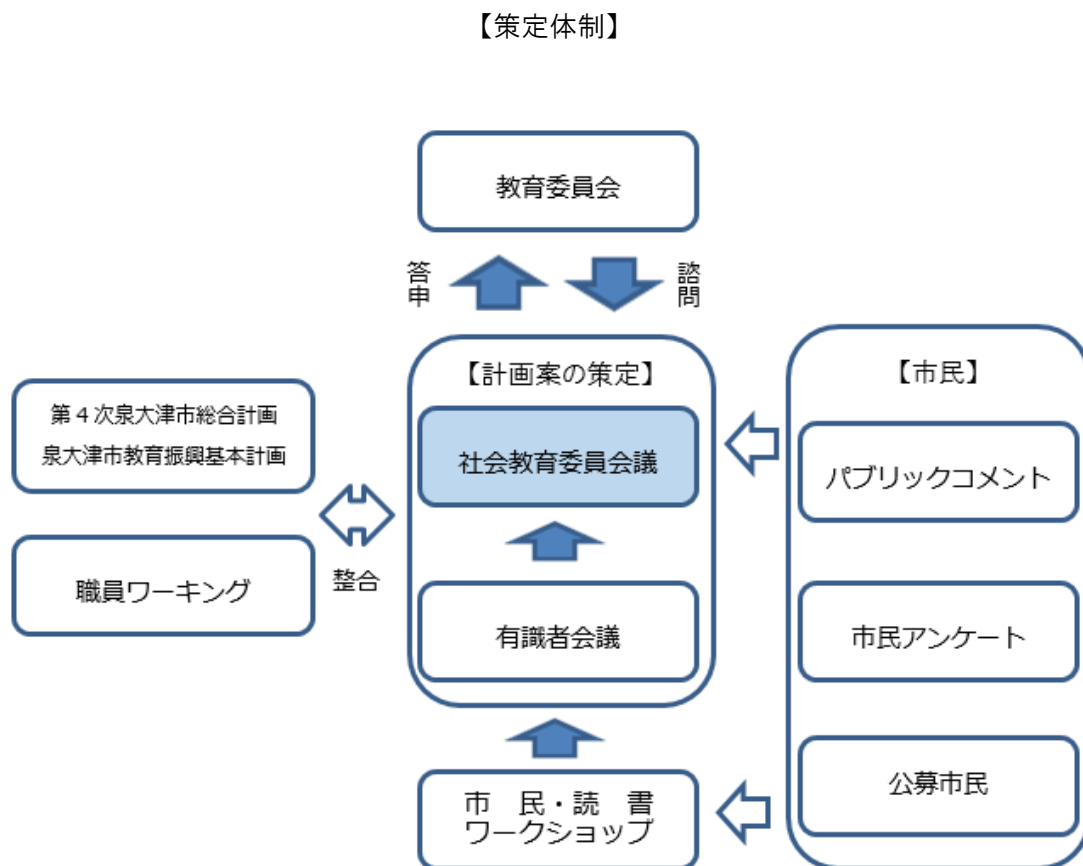 【策定体制】
教育委員会
答申
諮問
【計画案の策定】
社会教育委員会議
有識者会議
第4次泉大津市総合計画
泉大津市教育振興基本計画
職員ワーキング
整合
【市民】
パブリックコメント
市民アンケート
公募市民
市　民・読　書
ワークショップ